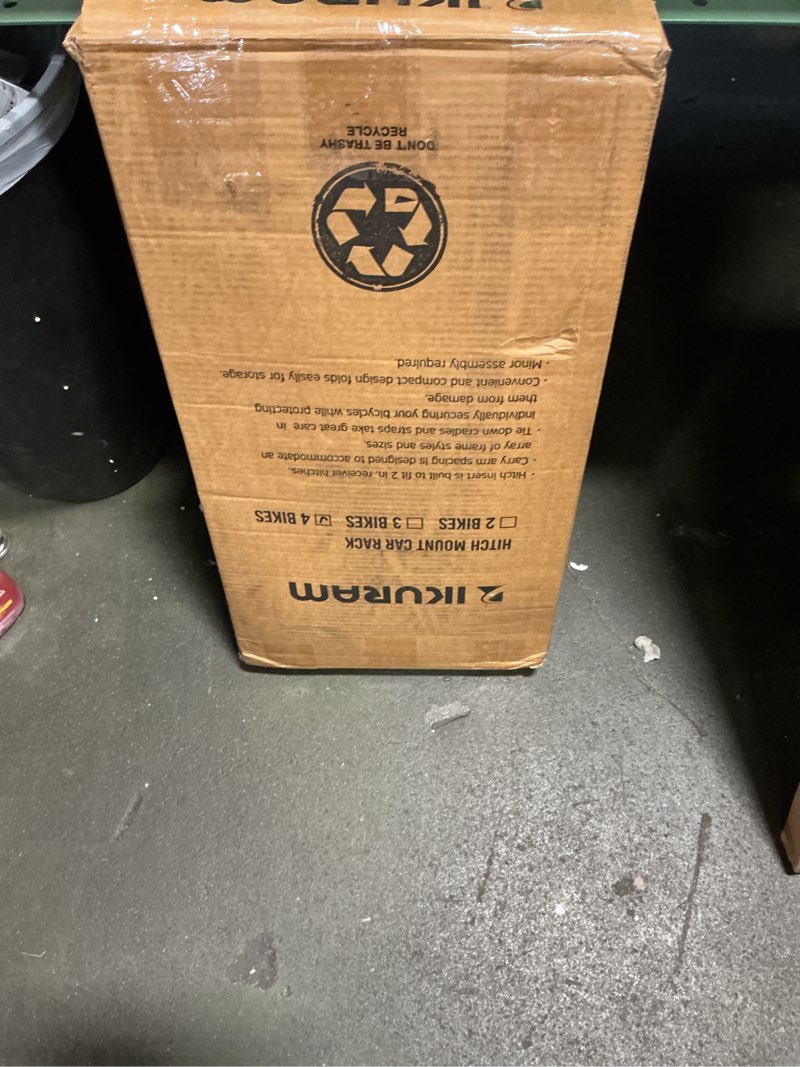 IKURAM
HITCH MOUNT CAR RACK
☐ 2 BIKES ☐ 3 BIKES ☑ 4 BIKES
· Hitch insert is built to fit 2 in. receiver hitches.
· Carry arm spacing is designed to accommodate an
array of frame styles and sizes.
· Tie down cradles and straps take great care in
individually securing your bicycles while protecting
them from damage.
· Convenient and compact design folds easily for storage.
· Minor assembly required.
DON'T BE TRASHY
RECYCLE
IKURAM